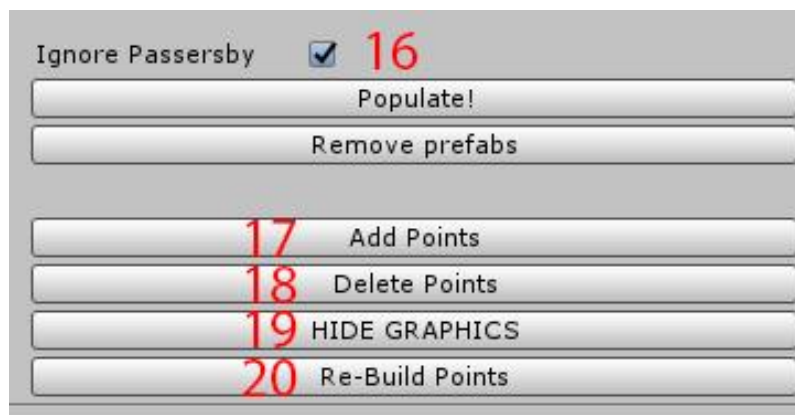 Ignore Passersby 16
Populate!
Remove prefabs
17 Add Points
18 Delete Points
19 HIDE GRAPHICS
20 Re-Build Points